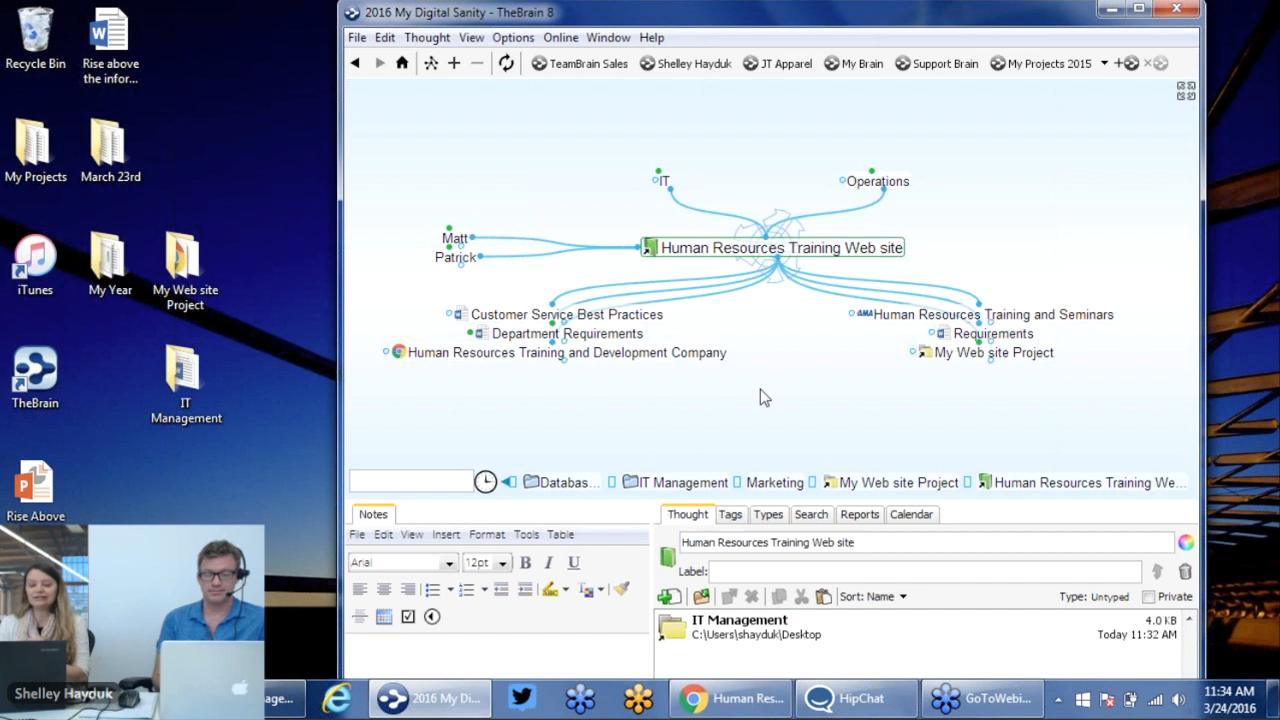 Recycle Bin
Rise above
the infor...
My Projects
March 23rd
iTunes
My Year
My Web site
Project
TheBrain
IT
Management
Rise Above
2016 My Digital Sanity - TheBrain 8
File Edit Thought View Options Online Window Help
TeamBrain Sales Shelley Hayduk JT Apparel My Brain Support Brain My Projects 2015
IT
Operations
Matt
Human Resources Training Web site
Patrick
Customer Service Best Practices
Human Resources Training and Seminars
Department Requirements
Requirements
Human Resources Training and Development Company
My Web site Project
Databas... IT Management Marketing My Web site Project Human Resources Training We...
Notes
File Edit View Insert Format Tools Table
Arial 12pt B I U
Thought Tags Types Search Reports Calendar
Human Resources Training Web site
Label:
Sort: Name Type: Untyped Private
IT Management 4.0 KB
C:\Users\shayduk\Desktop Today 11:32 AM
Shelley Hayduk
age... 2016 My Di... Human Res... HipChat GoToWebi...
11:34 AM
3/24/2016